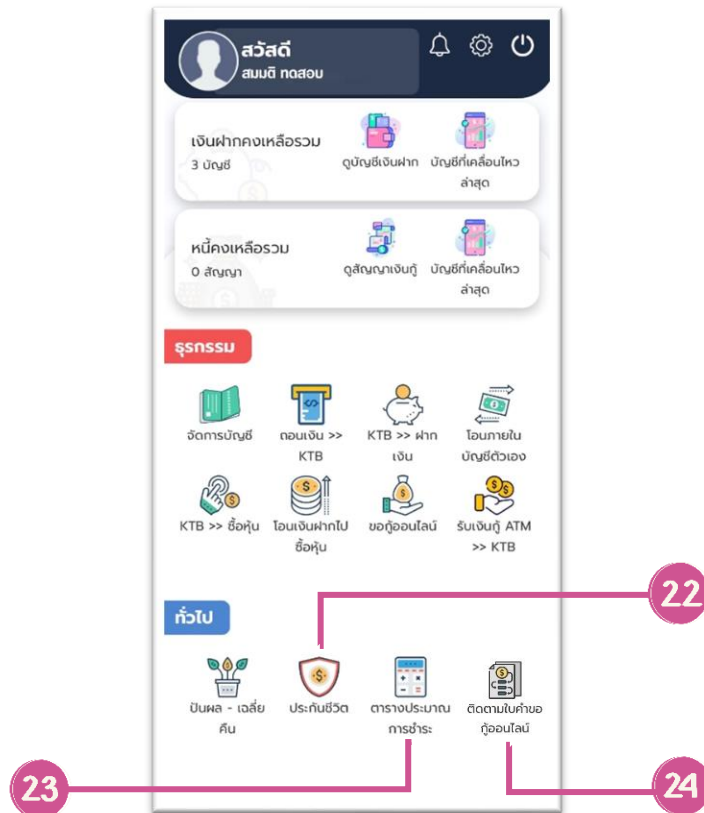 สวัสดี
สมมติ ทดสอบ
เงินฝากคงเหลือรวม
3 บัญชี
ดูบัญชีเงินฝาก
บัญชีที่เคลื่อนไหว
ล่าสุด
หนี้คงเหลือรวม
0 สัญญา
ดูสัญญาเงินกู้
บัญชีที่เคลื่อนไหว
ล่าสุด
ธุรกรรม
จัดการบัญชี
ถอนเงิน >>
KTB
KTB >> ฝาก
เงิน
โอนภายใน
บัญชีตัวเอง
KTB >> ซื้อหุ้น
โอนเงินฝากไป
ซื้อหุ้น
ขอกู้ออนไลน์
รับเงินกู้ ATM
>> KTB
22
ทั่วไป
ปันผล - เฉลี่ย
คืน
ประกันชีวิต
ตารางประมาณ
การชำระ
ติดตามใบคำขอ
กู้ออนไลน์
23
24